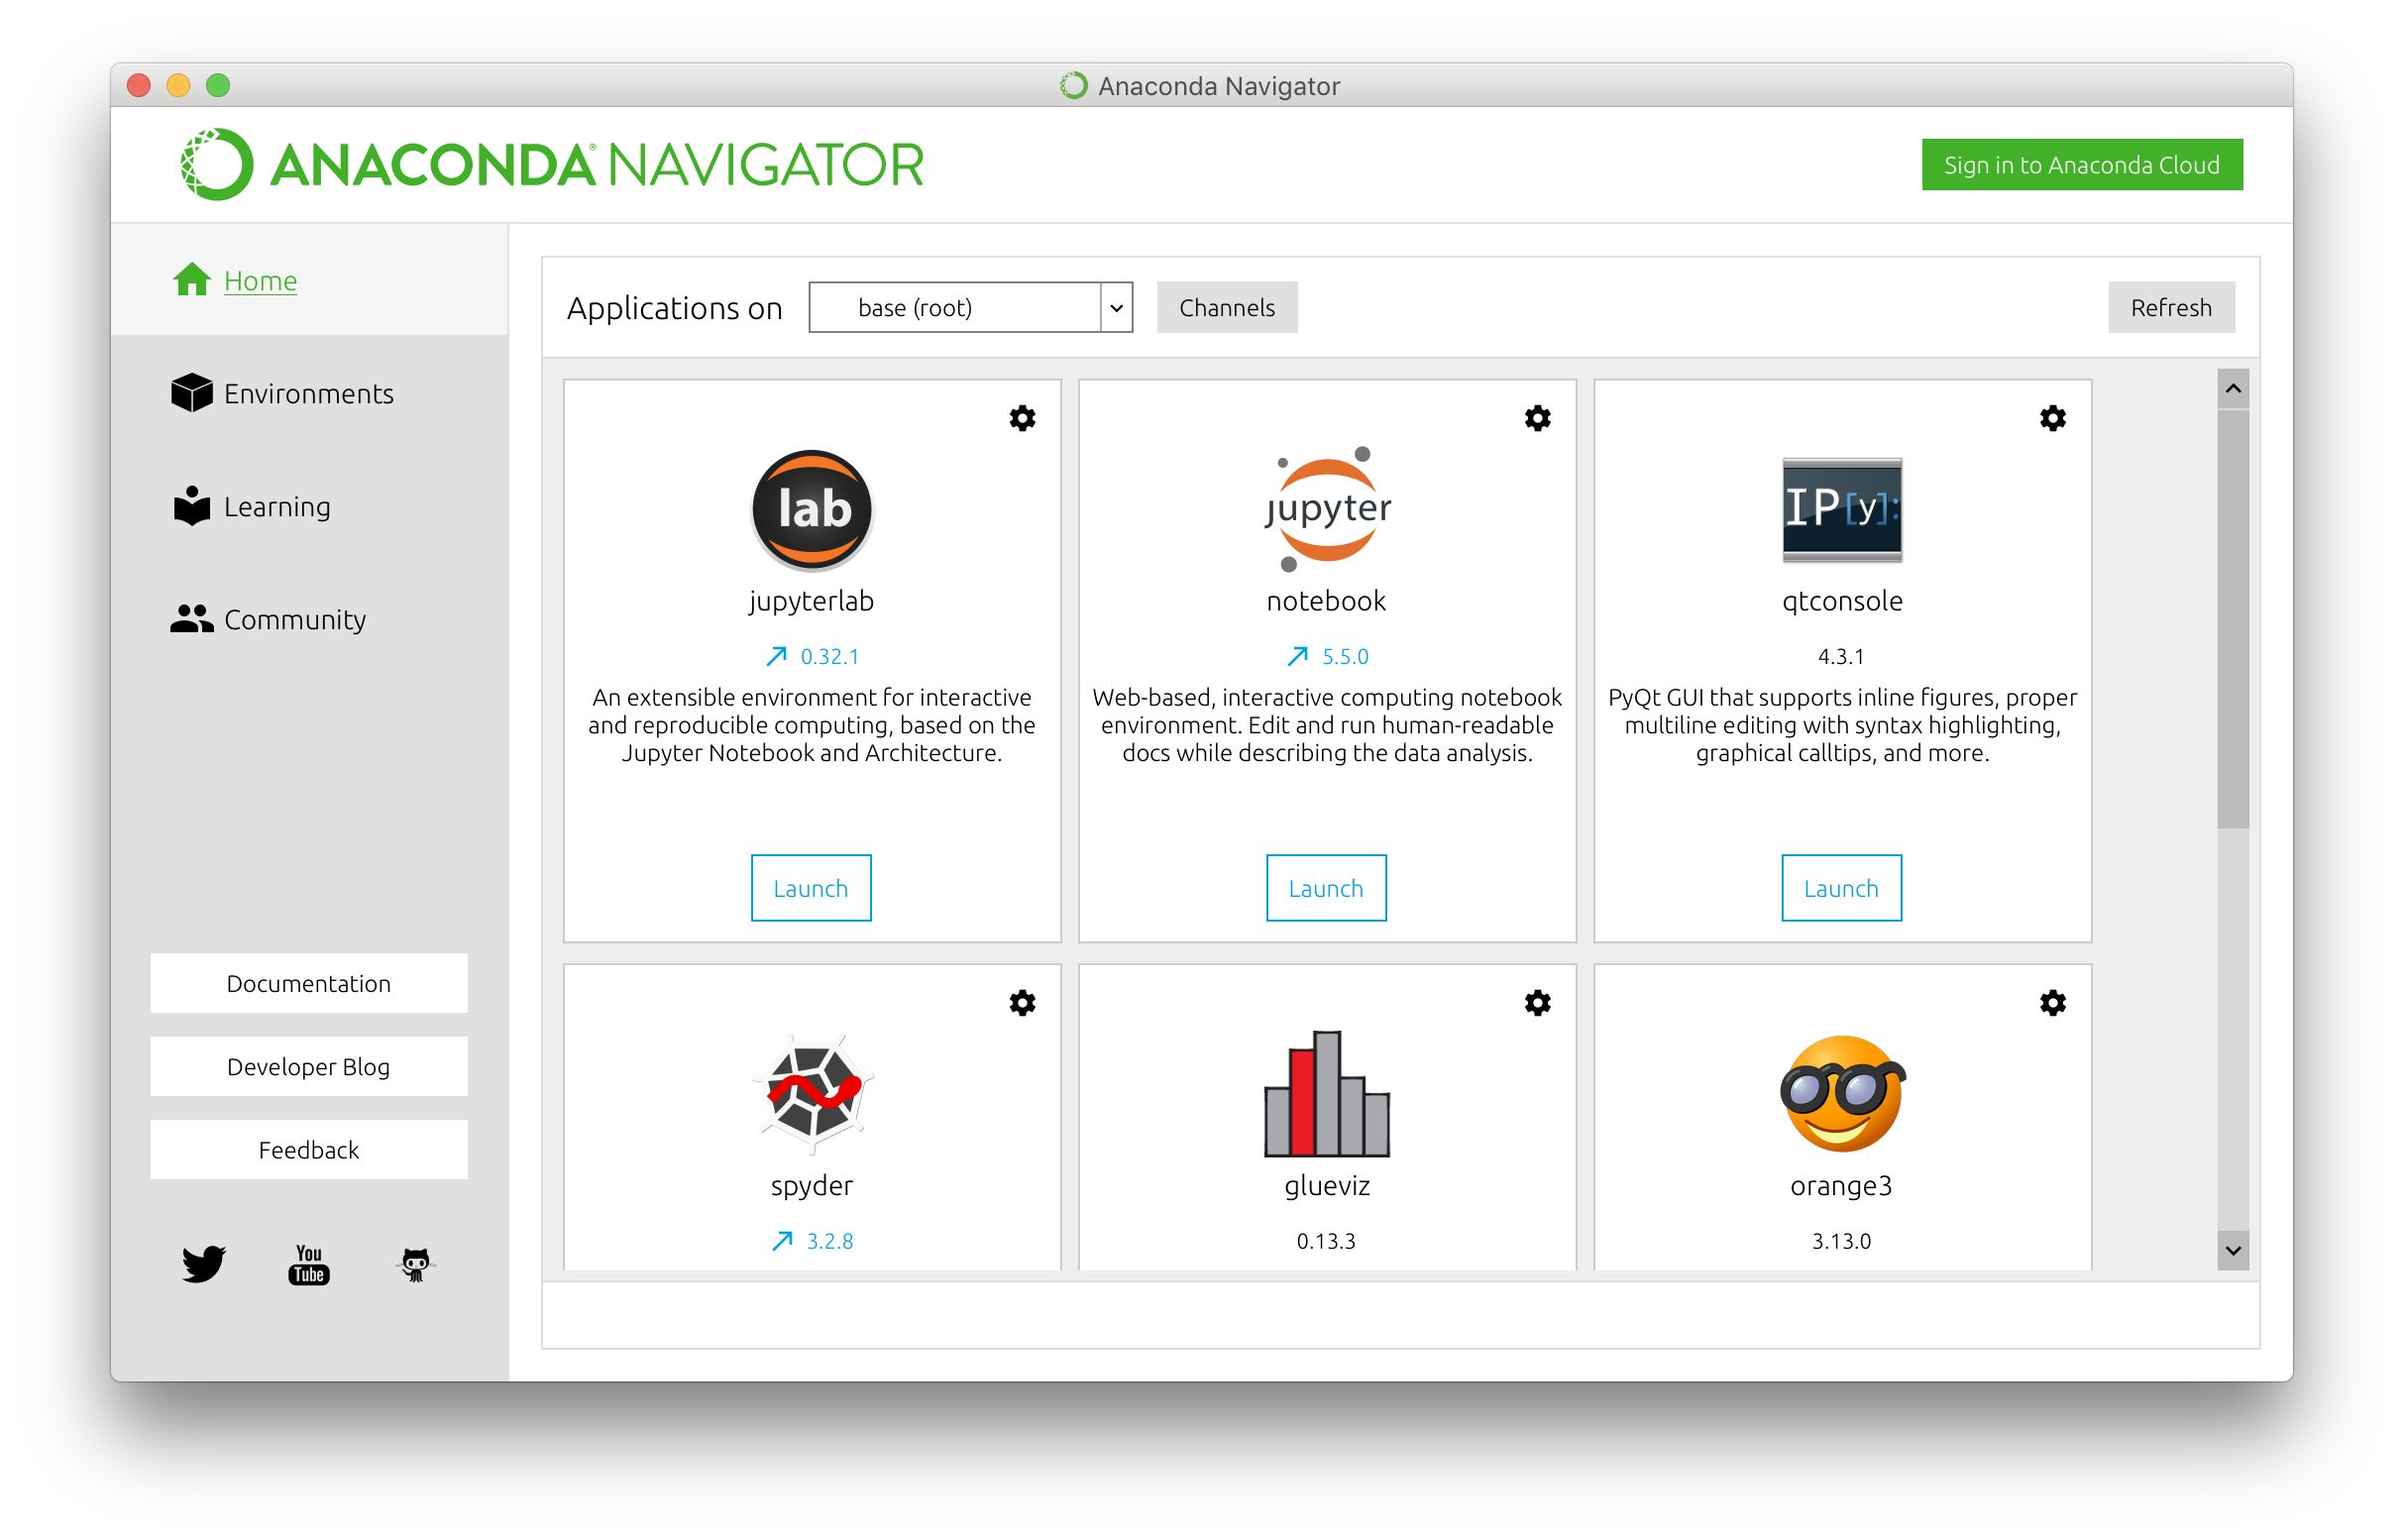 Anaconda Navigator
ANACONDA® NAVIGATOR
Sign in to Anaconda Cloud
Home
Environments
Learning
Community
Documentation
Developer Blog
Feedback
You
Tube
Applications on base (root) Channels Refresh
lab
jupyterlab
0.32.1
An extensible environment for interactive
and reproducible computing, based on the
Jupyter Notebook and Architecture.
Launch
jupyter
notebook
5.5.0
Web-based, interactive computing notebook
environment. Edit and run human-readable
docs while describing the data analysis.
Launch
IP[y]:
qtconsole
4.3.1
PyQt GUI that supports inline figures, proper
multiline editing with syntax highlighting,
graphical calltips, and more.
Launch
spyder
3.2.8
glueviz
0.13.3
orange3
3.13.0